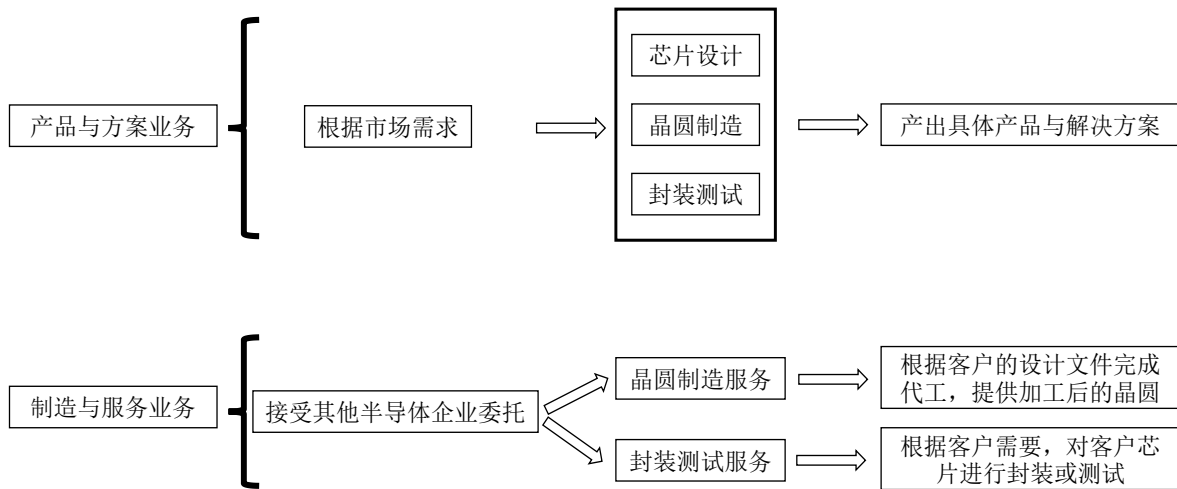 产品与方案业务
根据市场需求
芯片设计
晶圆制造
封装测试
产出具体产品与解决方案
制造与服务业务
接受其他半导体企业委托
晶圆制造服务
根据客户的设计文件完成
代工，提供加工后的晶圆
封装测试服务
根据客户需要，对客户芯
片进行封装或测试